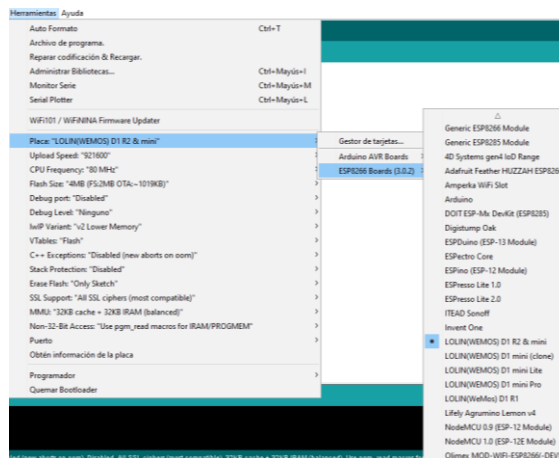 Herramientas Ayuda
Auto Formato Ctrl+T
Archivo de programa.
Reparar codificación & Recargar.
Administrar Bibliotecas... Ctrl+Mayús+I
Monitor Serie Ctrl+Mayús+M
Serial Plotter Ctrl+Mayús+L
WiFi101 / WiFiNINA Firmware Updater
Placa: "LOLIN(WEMOS) D1 R2 & mini"
Upload Speed: "921600"
CPU Frequency: "80 MHz"
Flash Size: "4MB (FS:2MB OTA:~1019KB)"
Debug port: "Disabled"
Debug Level: "Ninguno"
lwIP Variant: "v2 Lower Memory"
VTables: "Flash"
C++ Exceptions: "Disabled (new aborts on oom)"
Stack Protection: "Disabled"
Erase Flash: "Only Sketch"
SSL Support: "All SSL ciphers (most compatible)"
MMU: "32KB cache + 32KB IRAM (balanced)"
Non-32-Bit Access: "Use pgm_read macros for IRAM/PROGMEM"
Puerto
Obtén información de la placa
Programador
Quemar Bootloader
Gestor de tarjetas...
Arduino AVR Boards
ESP8266 Boards (3.0.2)
Generic ESP8266 Module
Generic ESP8285 Module
4D Systems gen4 IoD Range
Adafruit Feather HUZZAH ESP826
Amperka WiFi Slot
Arduino
DOIT ESP-Mx DevKit (ESP8285)
Digistump Oak
ESPDuino (ESP-13 Module)
ESPectro Core
ESPino (ESP-12 Module)
ESPresso Lite 1.0
ESPresso Lite 2.0
ITEAD Sonoff
Invent One
LOLIN(WEMOS) D1 R2 & mini
LOLIN(WEMOS) D1 mini (clone)
LOLIN(WEMOS) D1 mini Lite
LOLIN(WEMOS) D1 mini Pro
LOLIN(WeMos) D1 R1
Lifely Agrumino Lemon v4
NodeMCU 0.9 (ESP-12 Module)
NodeMCU 1.0 (ESP-12E Module)
Olimex MOD-WIFI-ESP8266(-DEV